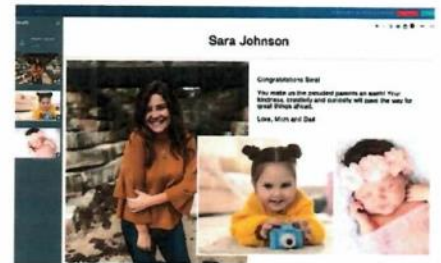 Sara Johnson
Congratulations Sara!
You make us the proudest parents on earth! Your
kindness, creativity and curiosity will pave the way for
great things ahead.
Love, Mom and Dad